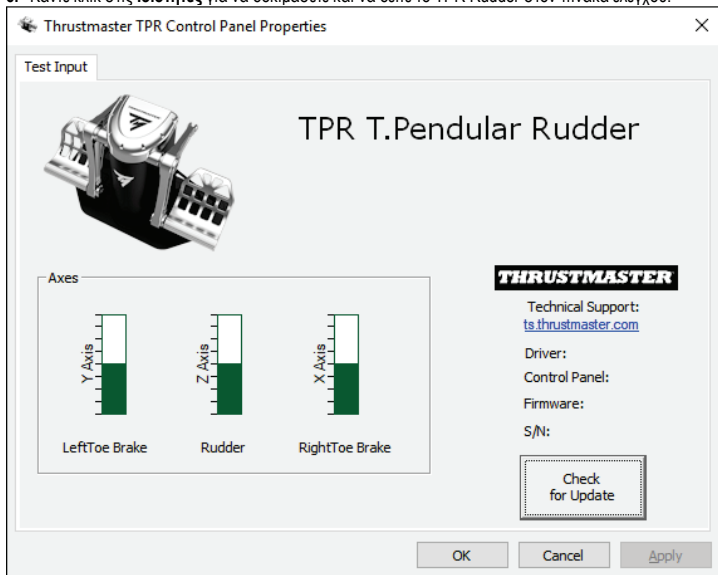 Thrustmaster TPR Control Panel Properties
Test Input
TPR T.Pendular Rudder
Axes
Y Axis
Z Axis
X Axis
LeftToe Brake
Rudder
RightToe Brake
THRUSTMASTER
Technical Support:
ts.thrustmaster.com
Driver:
Control Panel:
Firmware:
S/N:
Check
for Update
OK
Cancel
Apply